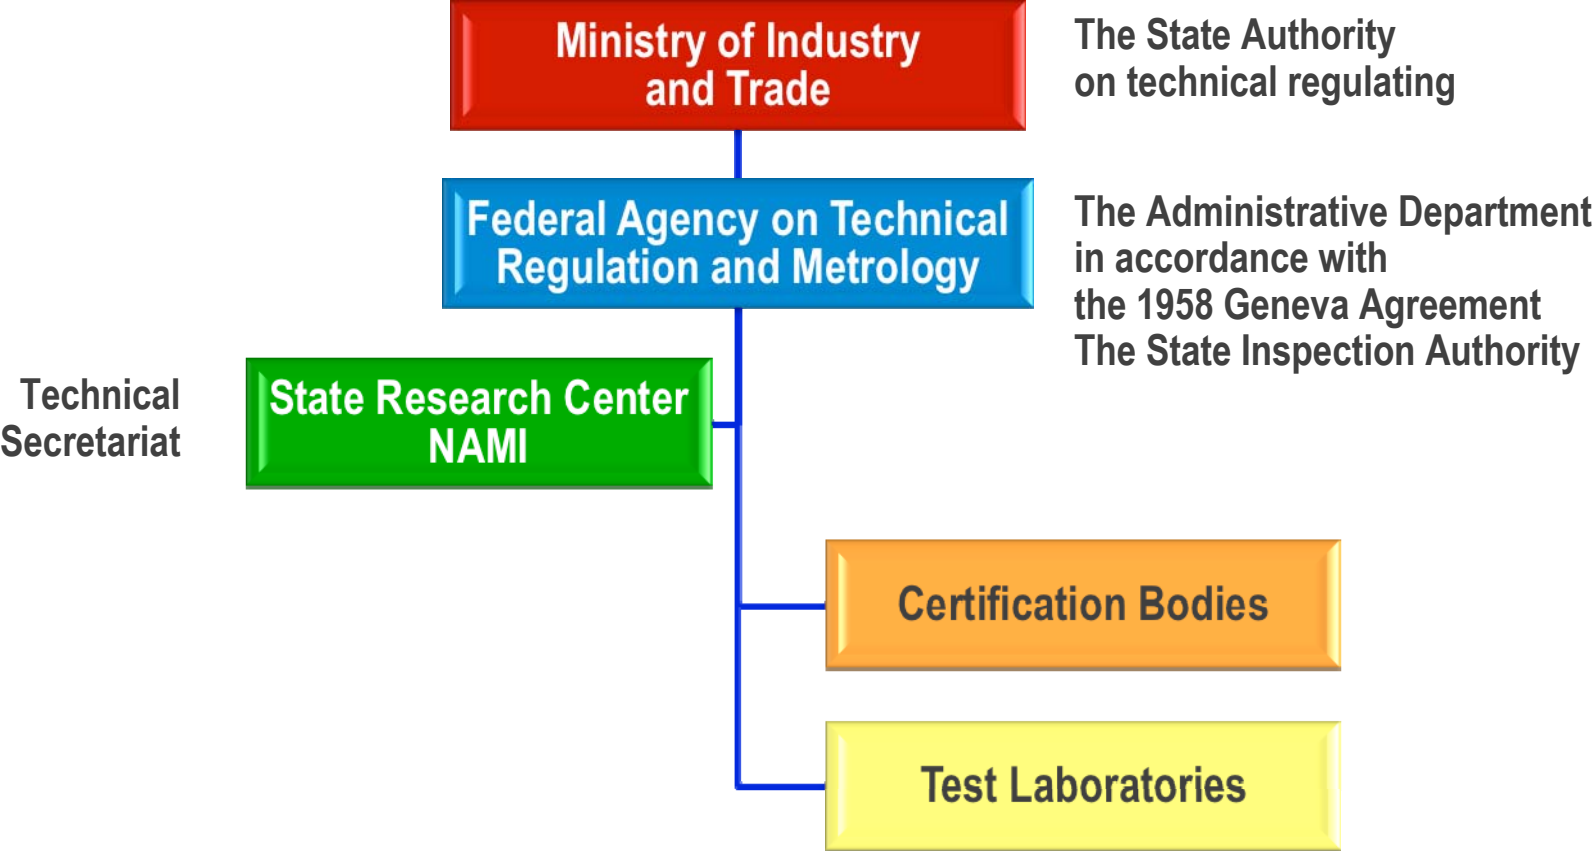 Ministry of Industry
and Trade
The State Authority
on technical regulating
Federal Agency on Technical
Regulation and Metrology
The Administrative Department
in accordance with
the 1958 Geneva Agreement
The State Inspection Authority
Technical
Secretariat
State Research Center
NAMI
Certification Bodies
Test Laboratories